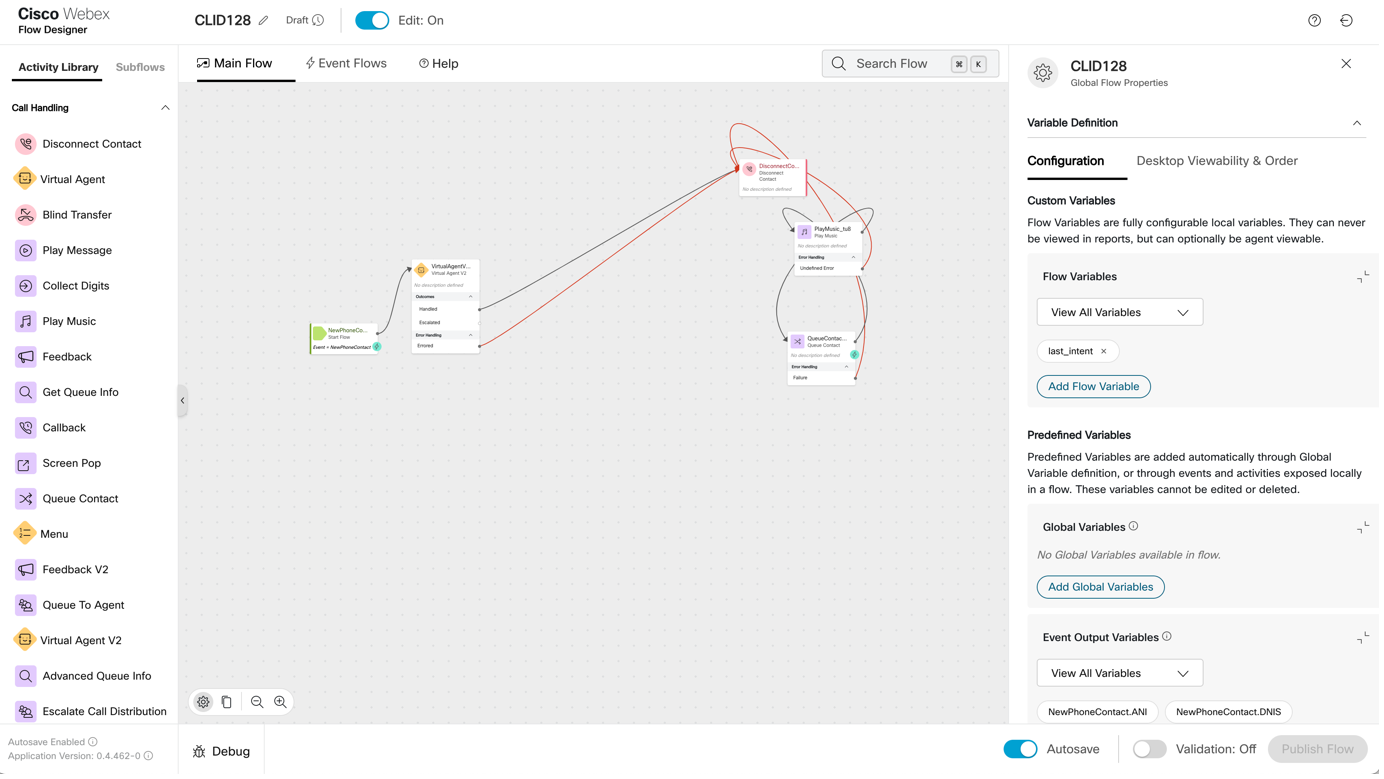 Cisco Webex
Flow Designer
CLID128
Draft
Edit: On
Activity Library
Subflows
Call Handling
Disconnect Contact
Virtual Agent
Blind Transfer
Play Message
Collect Digits
Play Music
Feedback
Get Queue Info
Callback
Screen Pop
Queue Contact
Menu
Feedback V2
Queue To Agent
Virtual Agent V2
Advanced Queue Info
Escalate Call Distribution
Autosave Enabled
Application Version: 0.4.462-0
Main Flow
Event Flows
Help
Search Flow
⌘ K
NewPhoneCo...
Start Flow
Event = NewPhoneContact
VirtualAgentV...
Virtual Agent V2
No description defined
Outcomes
Handled
Escalated
Error Handling
Errored
DisconnectCo...
Disconnect
Contact
No description defined
PlayMusic_tu8
Play Music
No description defined
Error Handling
Undefined Error
QueueContac...
Queue Contact
No description defined
Error Handling
Failure
Debug
CLID128
Global Flow Properties
Variable Definition
Configuration
Desktop Viewability & Order
Custom Variables
Flow Variables are fully configurable local variables. They can never
be viewed in reports, but can optionally be agent viewable.
Flow Variables
View All Variables
last_intent ×
Add Flow Variable
Predefined Variables
Predefined Variables are added automatically through Global
Variable definition, or through events and activities exposed locally
in a flow. These variables cannot be edited or deleted.
Global Variables
No Global Variables available in flow.
Add Global Variables
Event Output Variables
View All Variables
NewPhoneContact.ANI
NewPhoneContact.DNIS
Autosave
Validation: Off
Publish Flow